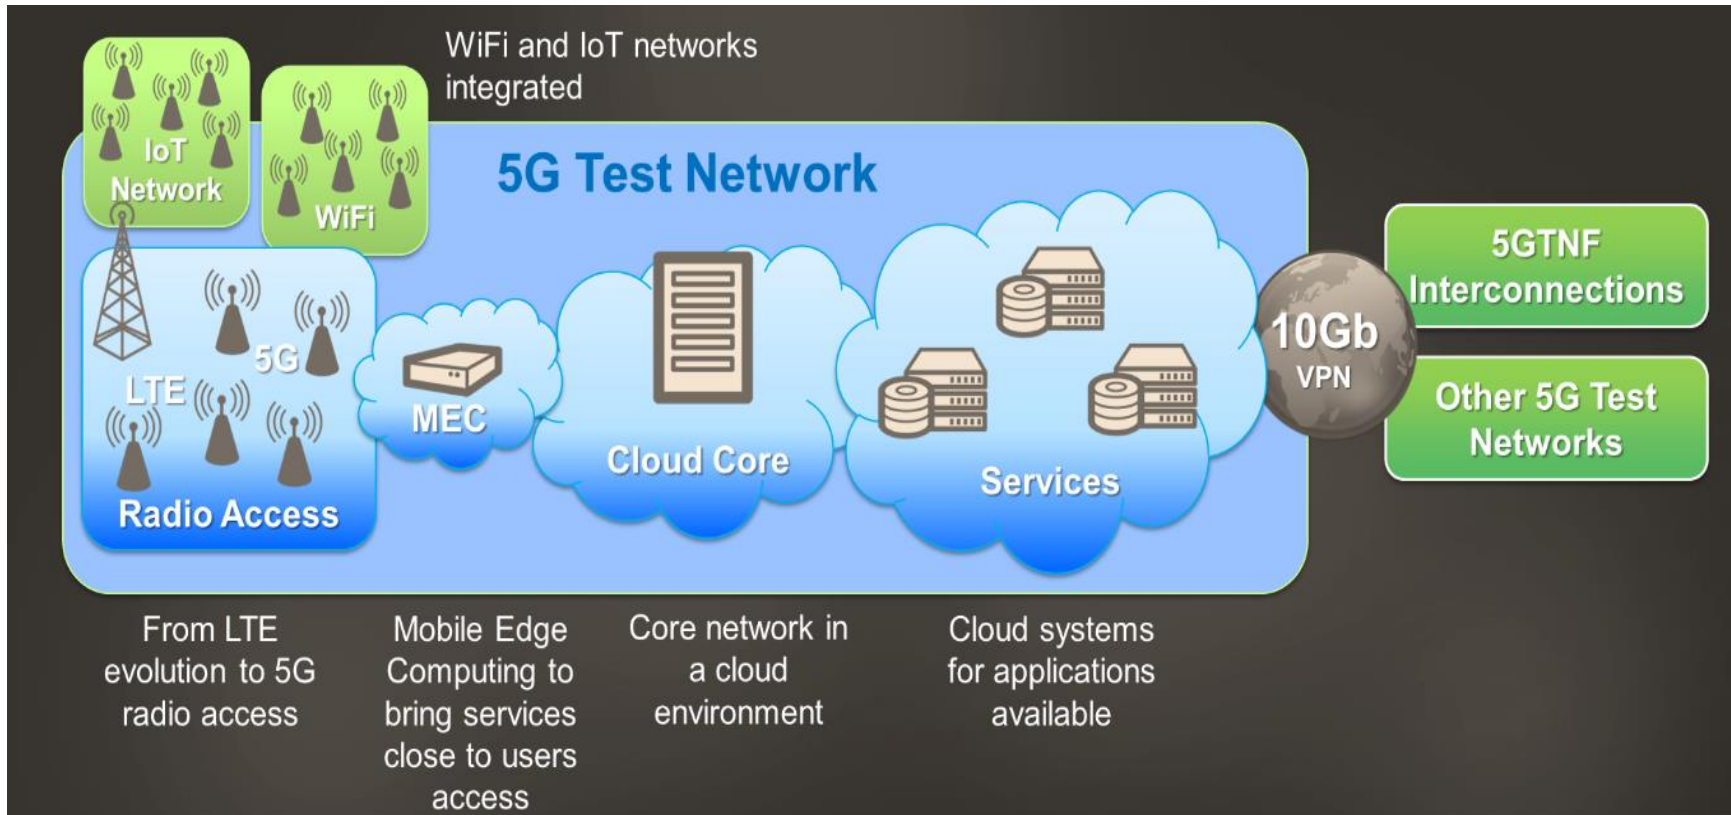 WiFi and IoT networks
integrated
IoT
Network
WiFi
5G Test Network
5G
LTE
Radio Access
MEC
Cloud Core
Services
10Gb
VPN
5GTNF
Interconnections
Other 5G Test
Networks
From LTE
evolution to 5G
radio access
Mobile Edge
Computing to
bring services
close to users
access
Core network in
a cloud
environment
Cloud systems
for applications
available